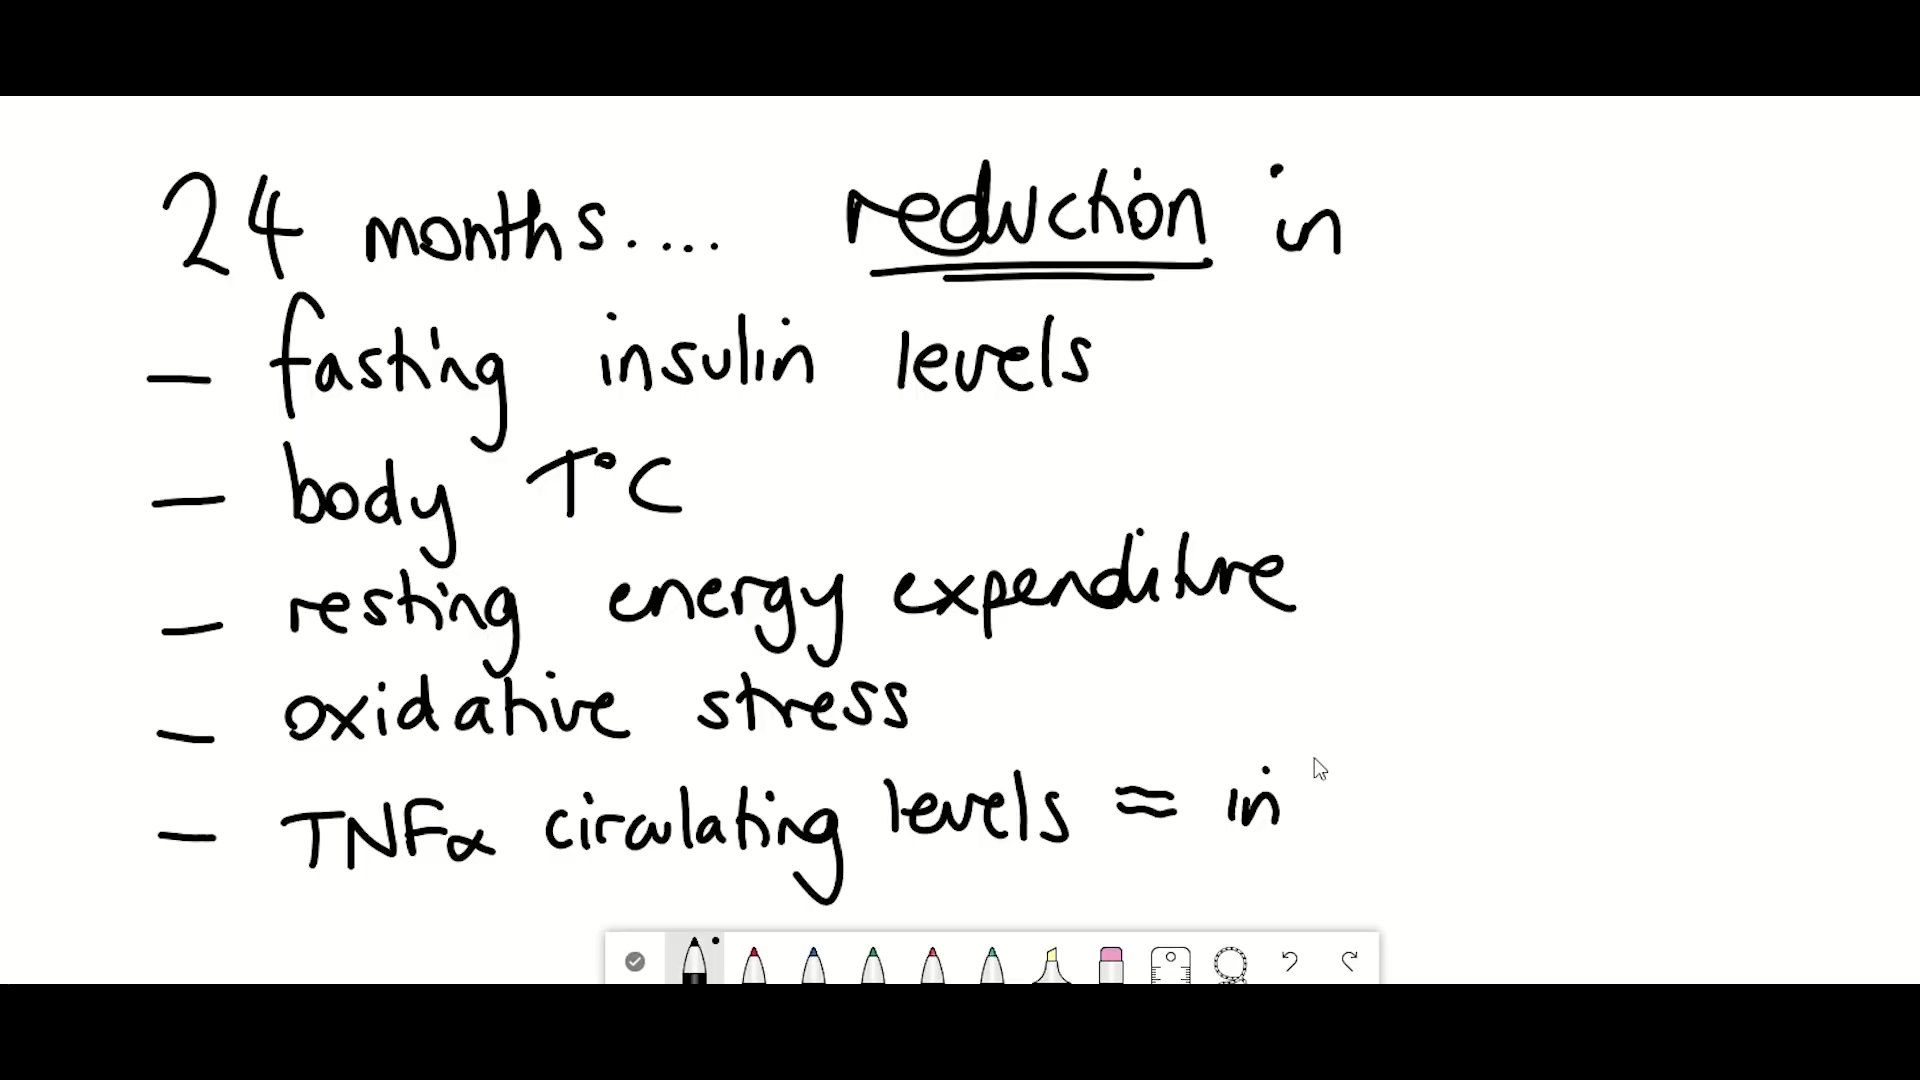 24 months.... reduction in
– fasting insulin levels
– body T°C
– resting energy expenditure
– oxidative stress
– TNFα circulating levels ≈ in